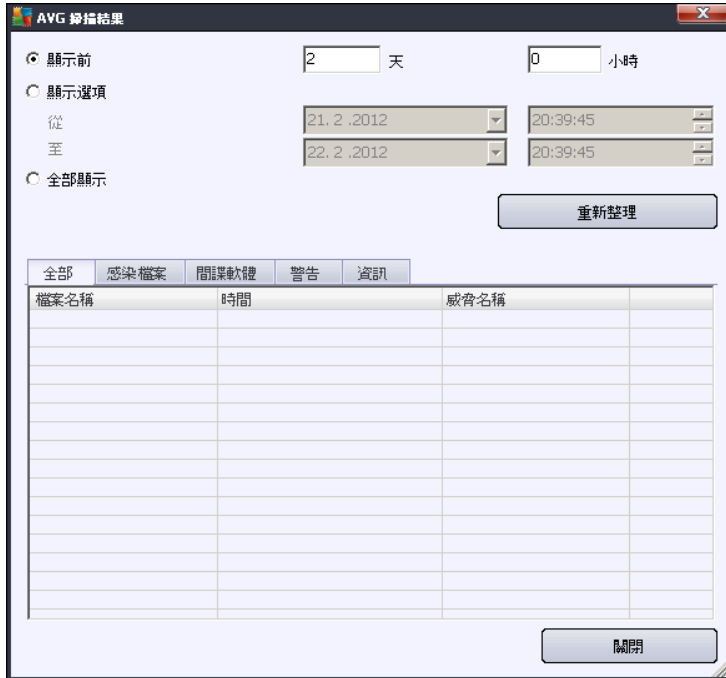 AVG 掃描結果
顯示前 2 天 0 小時
顯示選項
從 21. 2 .2012 20:39:45
至 22. 2 .2012 20:39:45
全部顯示
重新整理
全部 感染檔案 間諜軟體 警告 資訊
檔案名稱 時間 威脅名稱
關閉